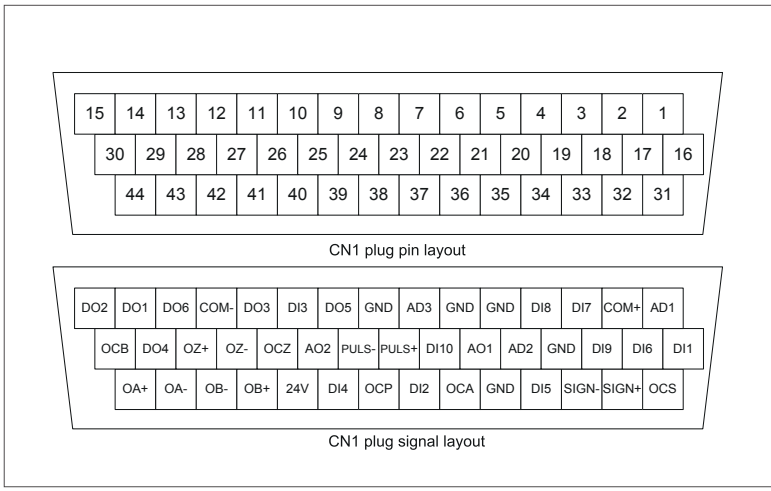 15 14 13 12 11 10 9 8 7 6 5 4 3 2 1
30 29 28 27 26 25 24 23 22 21 20 19 18 17 16
44 43 42 41 40 39 38 37 36 35 34 33 32 31
CN1 plug pin layout
DO2 DO1 DO6 COM- DO3 DI3 DO5 GND AD3 GND GND DI8 DI7 COM+ AD1
OCB DO4 OZ+ OZ- OCZ AO2 PULS- PULS+ DI10 AO1 AD2 GND DI9 DI6 DI1
OA+ OA- OB- OB+ 24V DI4 OCP DI2 OCA GND DI5 SIGN- SIGN+ OCS
CN1 plug signal layout